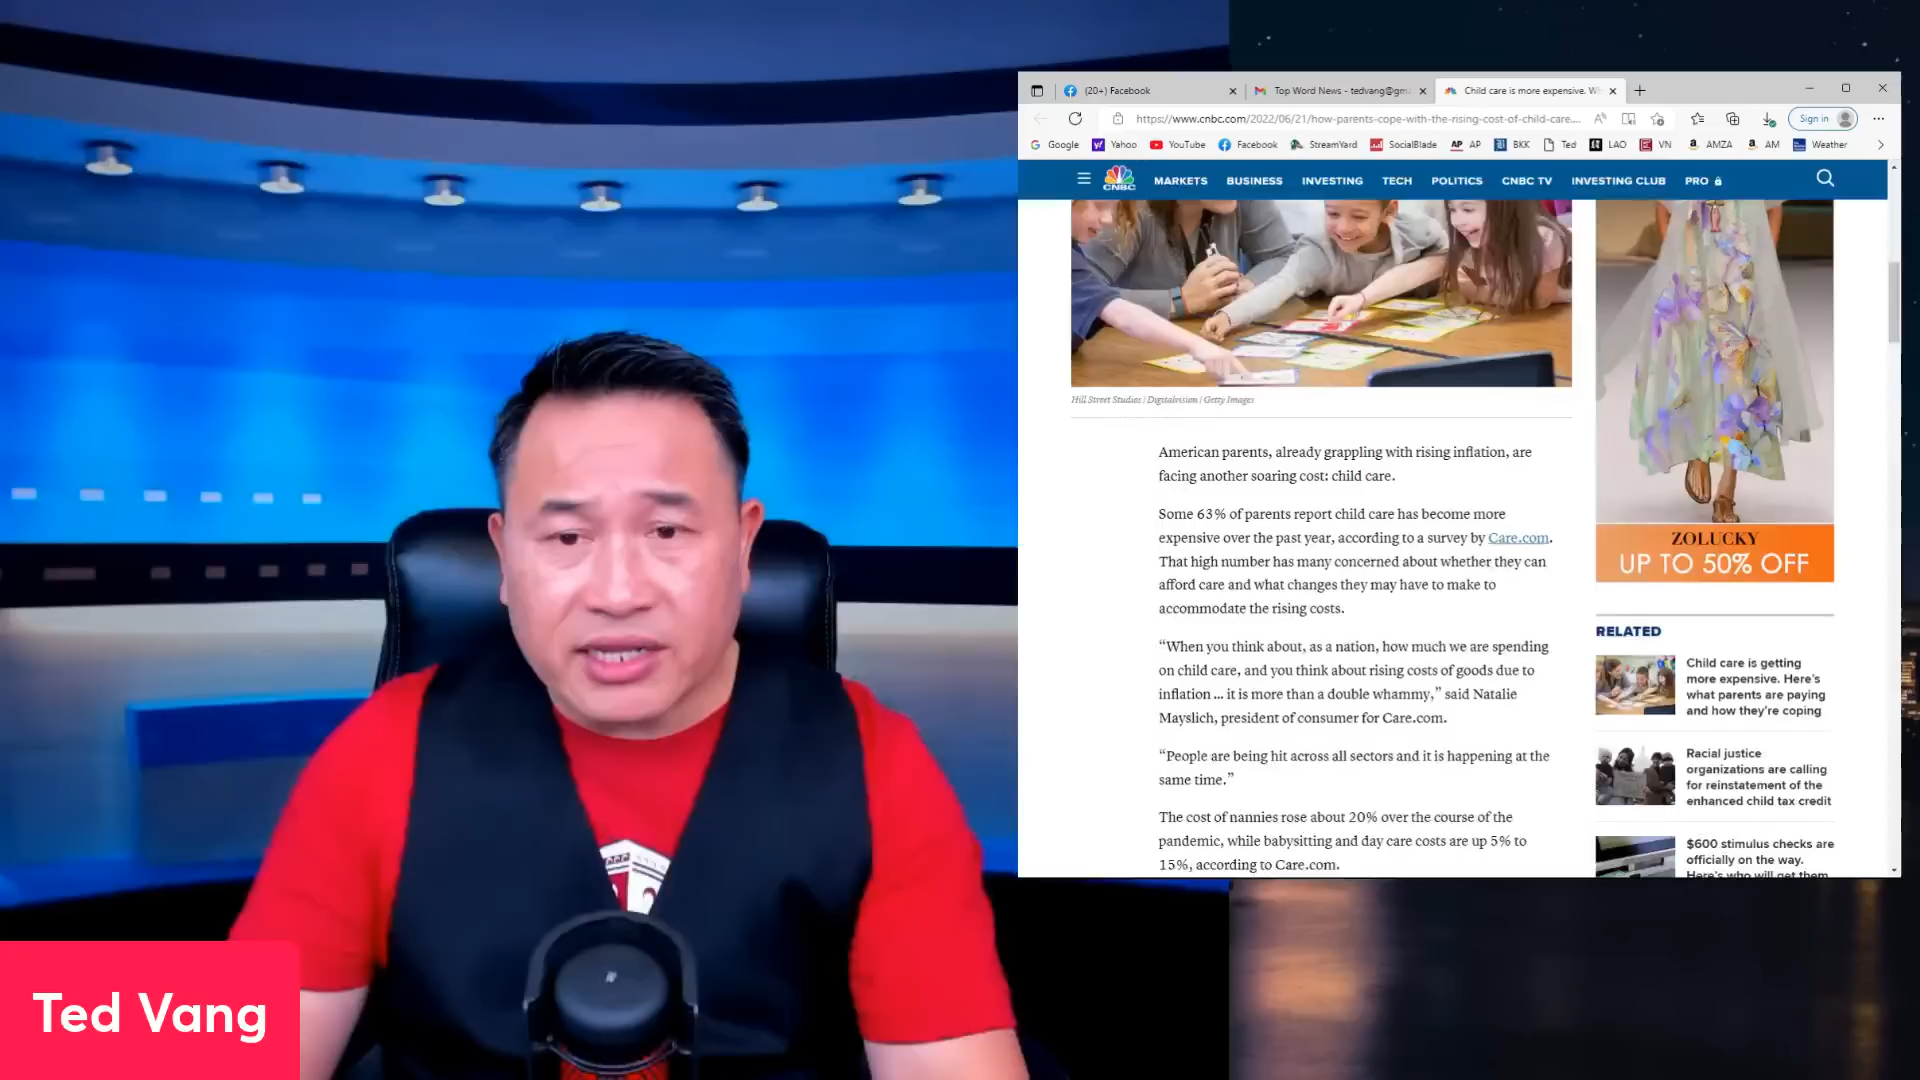 (20+) Facebook
Top Word News - tedvang@gm
Child care is more expensive. W
https://www.cnbc.com/2022/06/21/how-parents-cope-with-the-rising-cost-of-child-care....
Sign in
Google
Yahoo
YouTube
Facebook
StreamYard
SocialBlade
AP AP
BKK
Ted
LAO
VN
AMZA
AM
Weather
CNBC
MARKETS
BUSINESS
INVESTING
TECH
POLITICS
CNBC TV
INVESTING CLUB
PRO
Hill Street Studios | Digitalvision | Getty Images
American parents, already grappling with rising inflation, are
facing another soaring cost: child care.
Some 63% of parents report child care has become more
expensive over the past year, according to a survey by Care.com.
That high number has many concerned about whether they can
afford care and what changes they may have to make to
accommodate the rising costs.
“When you think about, as a nation, how much we are spending
on child care, and you think about rising costs of goods due to
inflation ... it is more than a double whammy,” said Natalie
Mayslich, president of consumer for Care.com.
“People are being hit across all sectors and it is happening at the
same time.”
The cost of nannies rose about 20% over the course of the
pandemic, while babysitting and day care costs are up 5% to
15%, according to Care.com.
ZOLUCKY
UP TO 50% OFF
RELATED
Child care is getting
more expensive. Here's
what parents are paying
and how they're coping
Racial justice
organizations are calling
for reinstatement of the
enhanced child tax credit
$600 stimulus checks are
officially on the way.
Here's who will get them
Ted Vang